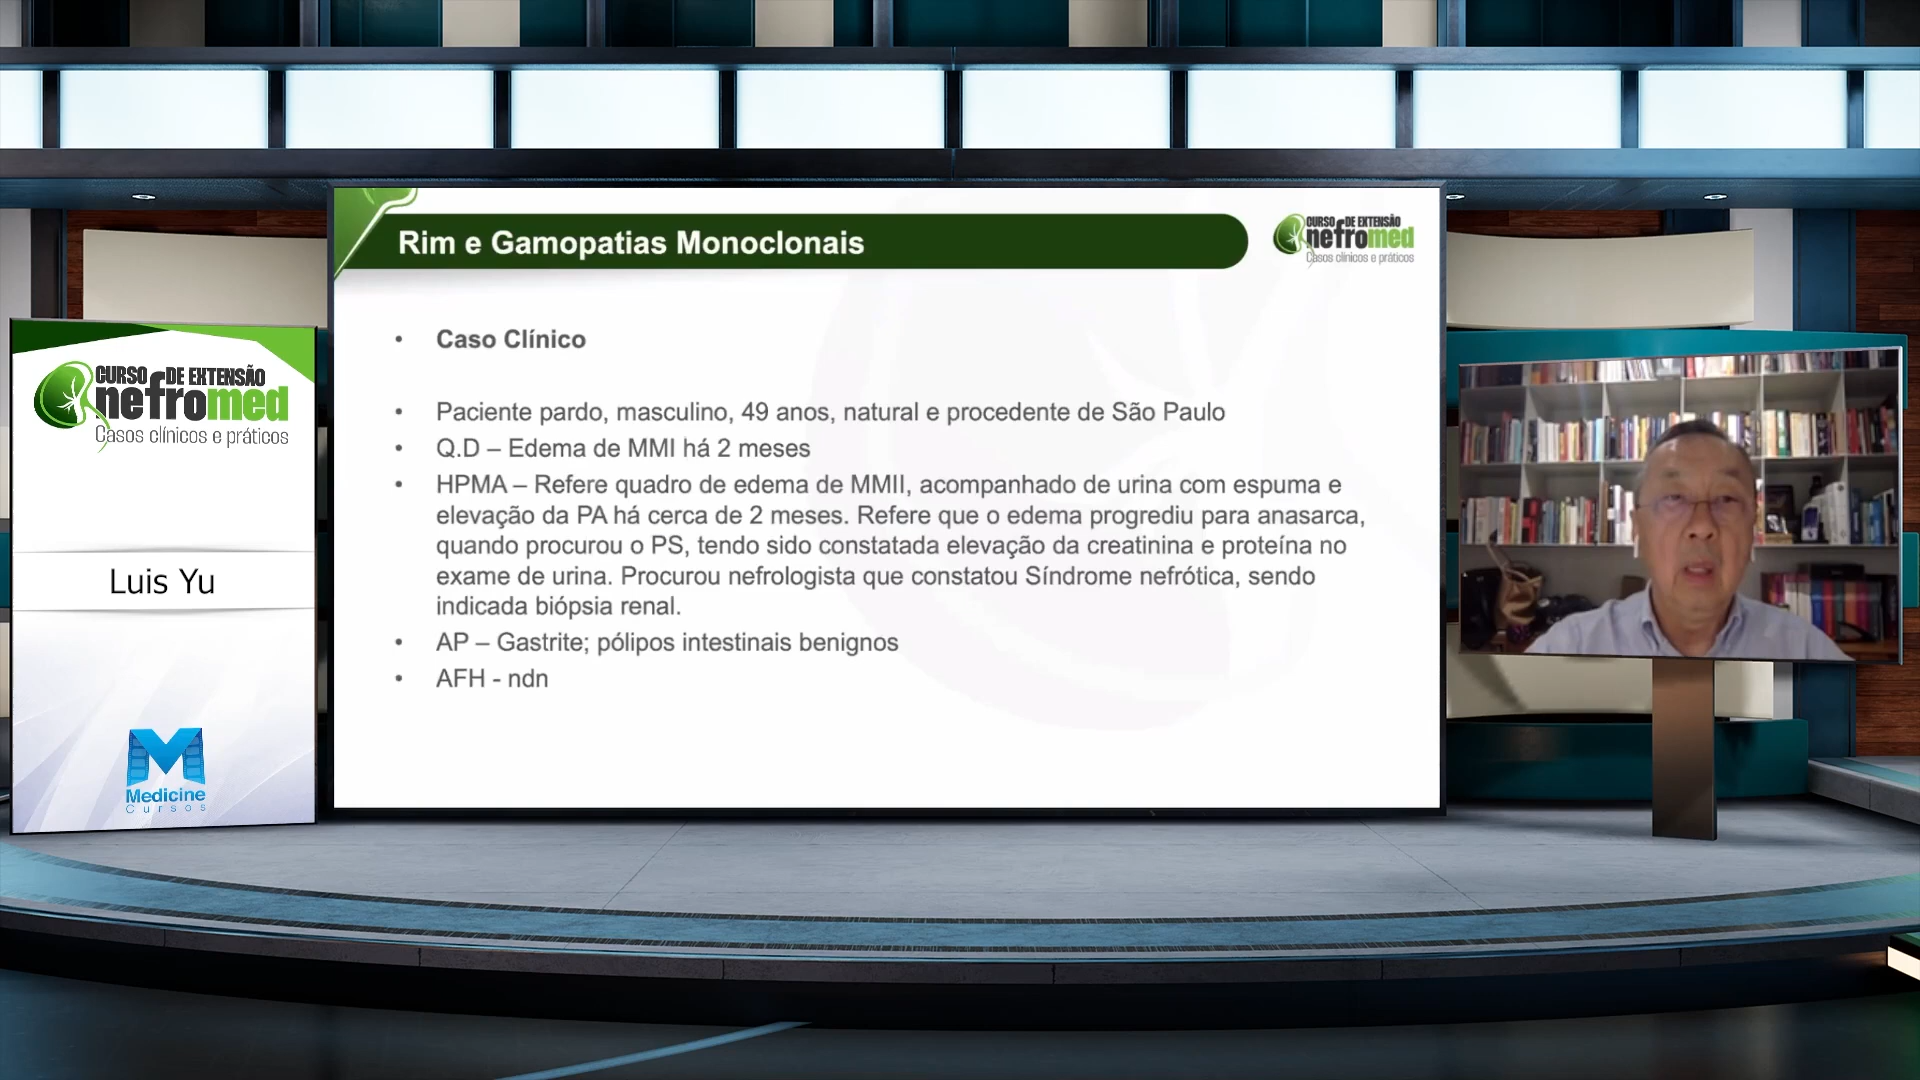 Rim e Gamopatias Monoclonais
CURSO DE EXTENSÃO
nefromed
Casos clínicos e práticos
• Caso Clínico
• Paciente pardo, masculino, 49 anos, natural e procedente de São Paulo
• Q.D – Edema de MMI há 2 meses
• HPMA – Refere quadro de edema de MMII, acompanhado de urina com espuma e
elevação da PA há cerca de 2 meses. Refere que o edema progrediu para anasarca,
quando procurou o PS, tendo sido constatada elevação da creatinina e proteína no
exame de urina. Procurou nefrologista que constatou Síndrome nefrótica, sendo
indicada biópsia renal.
• AP – Gastrite; pólipos intestinais benignos
• AFH - ndn
CURSO DE EXTENSÃO
nefromed
Casos clínicos e práticos
Luis Yu
Medicine
Cursos